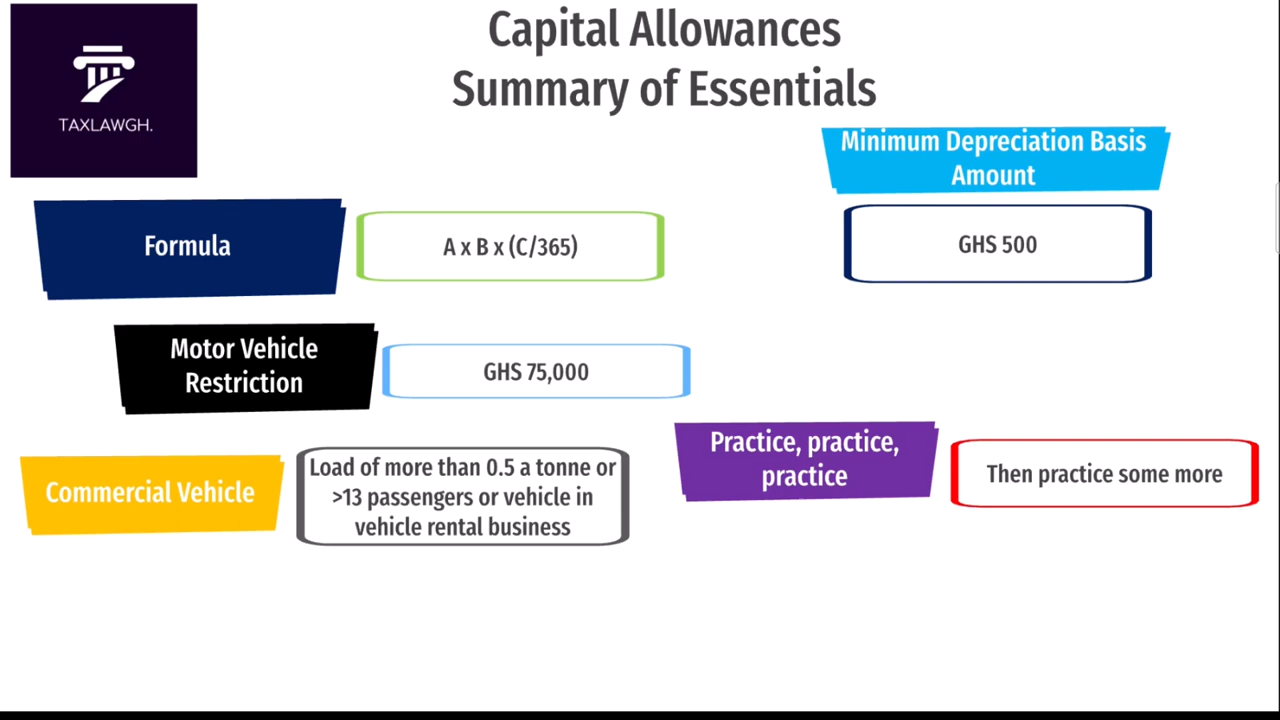 TAXLAWGH.
Capital Allowances
Summary of Essentials
Minimum Depreciation Basis
Amount
GHS 500
Formula
A x B x (C/365)
Motor Vehicle
Restriction
GHS 75,000
Commercial Vehicle
Load of more than 0.5 a tonne or
>13 passengers or vehicle in
vehicle rental business
Practice, practice,
practice
Then practice some more